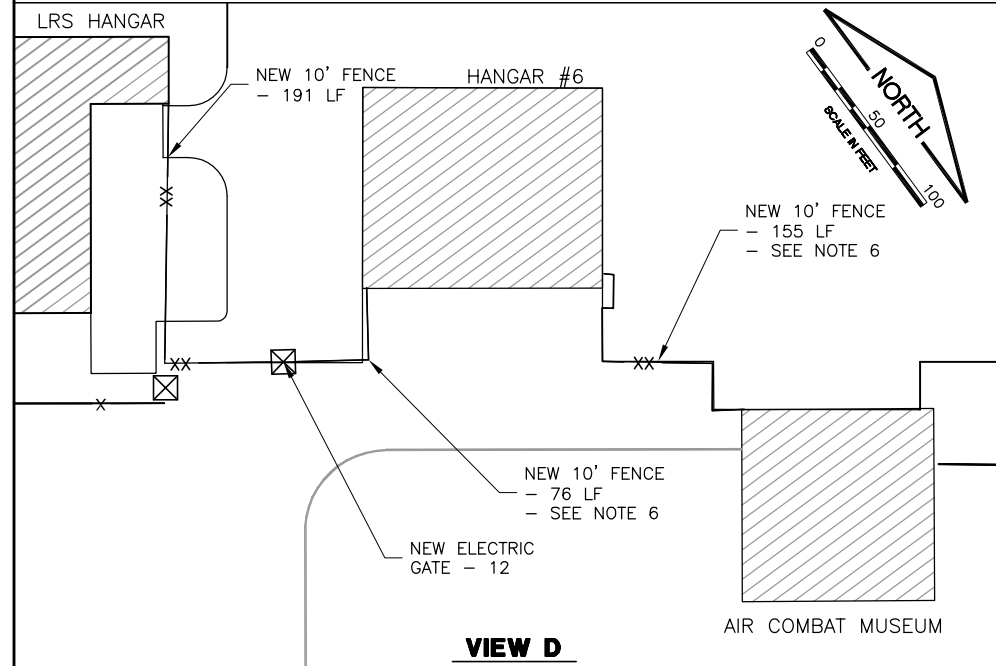 LRS HANGAR
NEW 10' FENCE
- 191 LF
HANGAR #6
0
50
100
SCALE IN FEET
NORTH
NEW 10' FENCE
- 155 LF
- SEE NOTE 6
NEW 10' FENCE
- 76 LF
- SEE NOTE 6
NEW ELECTRIC
GATE - 12
AIR COMBAT MUSEUM
VIEW D